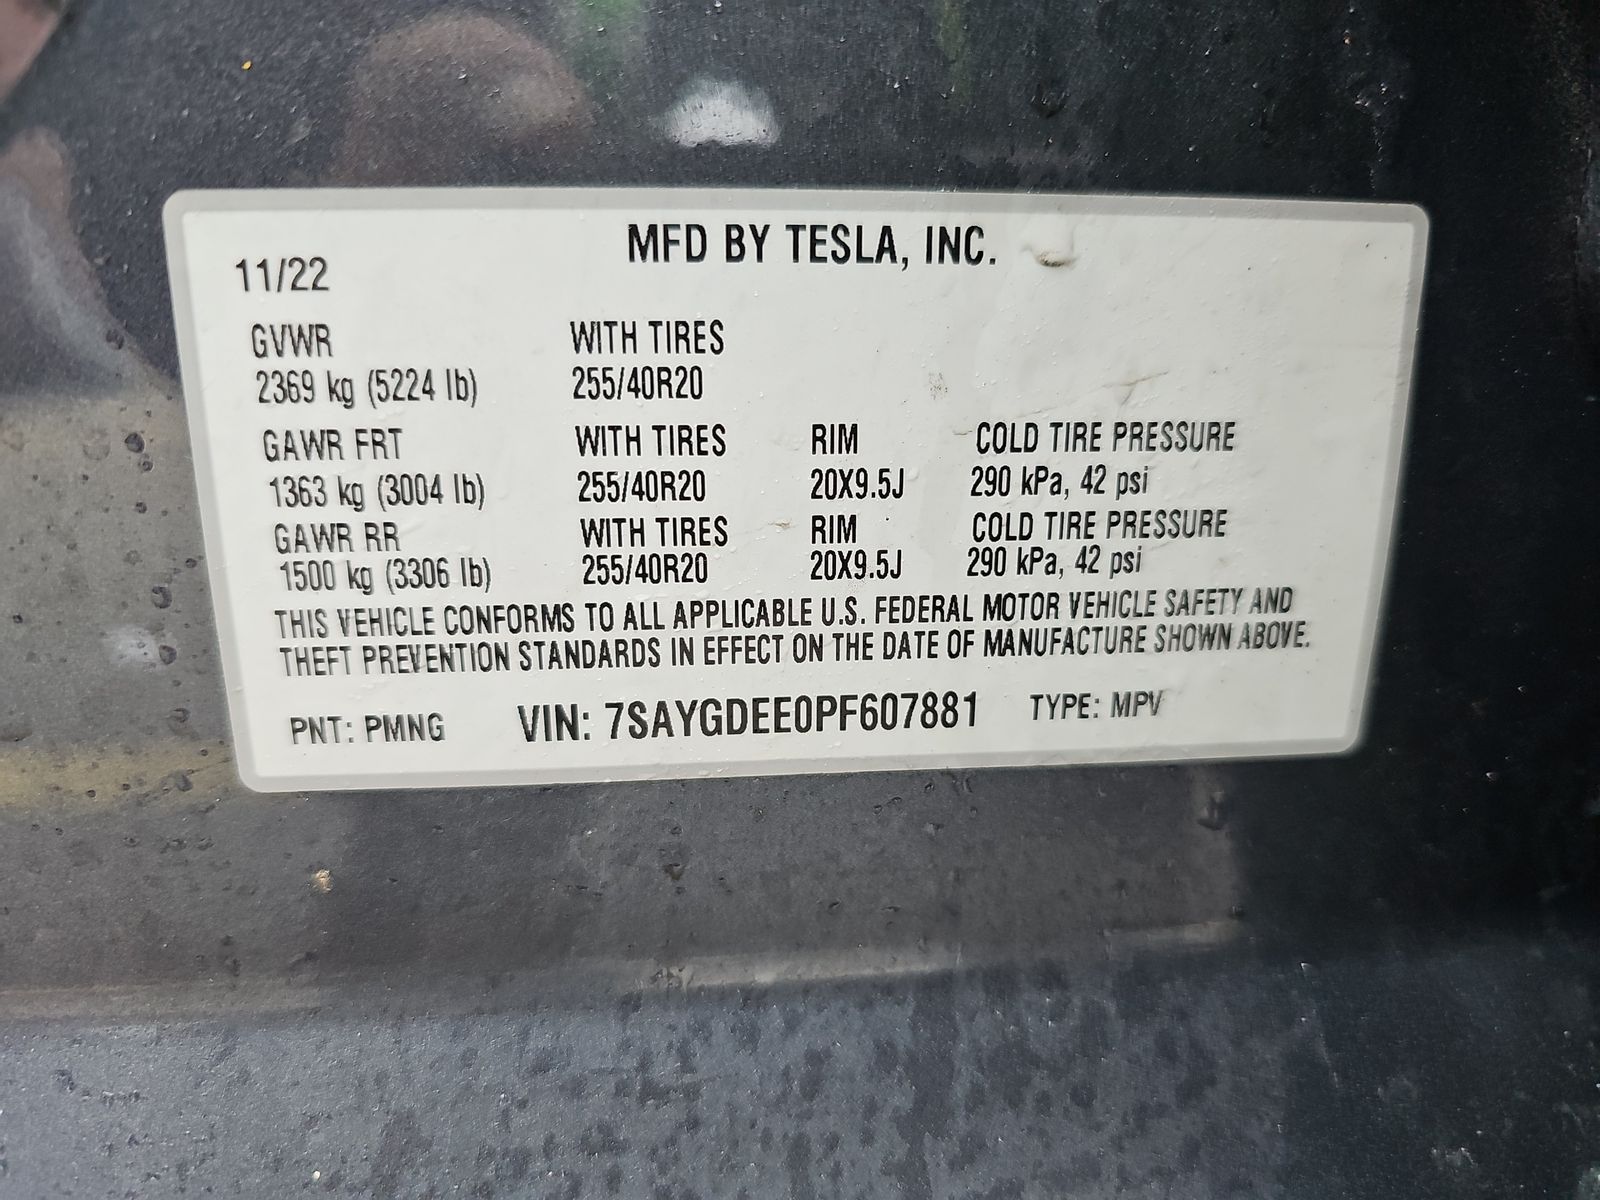 MFD BY TESLA, INC.
11/22
GVWR WITH TIRES
2369 kg (5224 lb) 255/40R20
GAWR FRT WITH TIRES RIM COLD TIRE PRESSURE
1363 kg (3004 lb) 255/40R20 20X9.5J 290 kPa, 42 psi
GAWR RR WITH TIRES RIM COLD TIRE PRESSURE
1500 kg (3306 lb) 255/40R20 20X9.5J 290 kPa, 42 psi
THIS VEHICLE CONFORMS TO ALL APPLICABLE U.S. FEDERAL MOTOR VEHICLE SAFETY AND
THEFT PREVENTION STANDARDS IN EFFECT ON THE DATE OF MANUFACTURE SHOWN ABOVE.
PNT: PMNG VIN: 7SAYGDEE0PF607881 TYPE: MPV